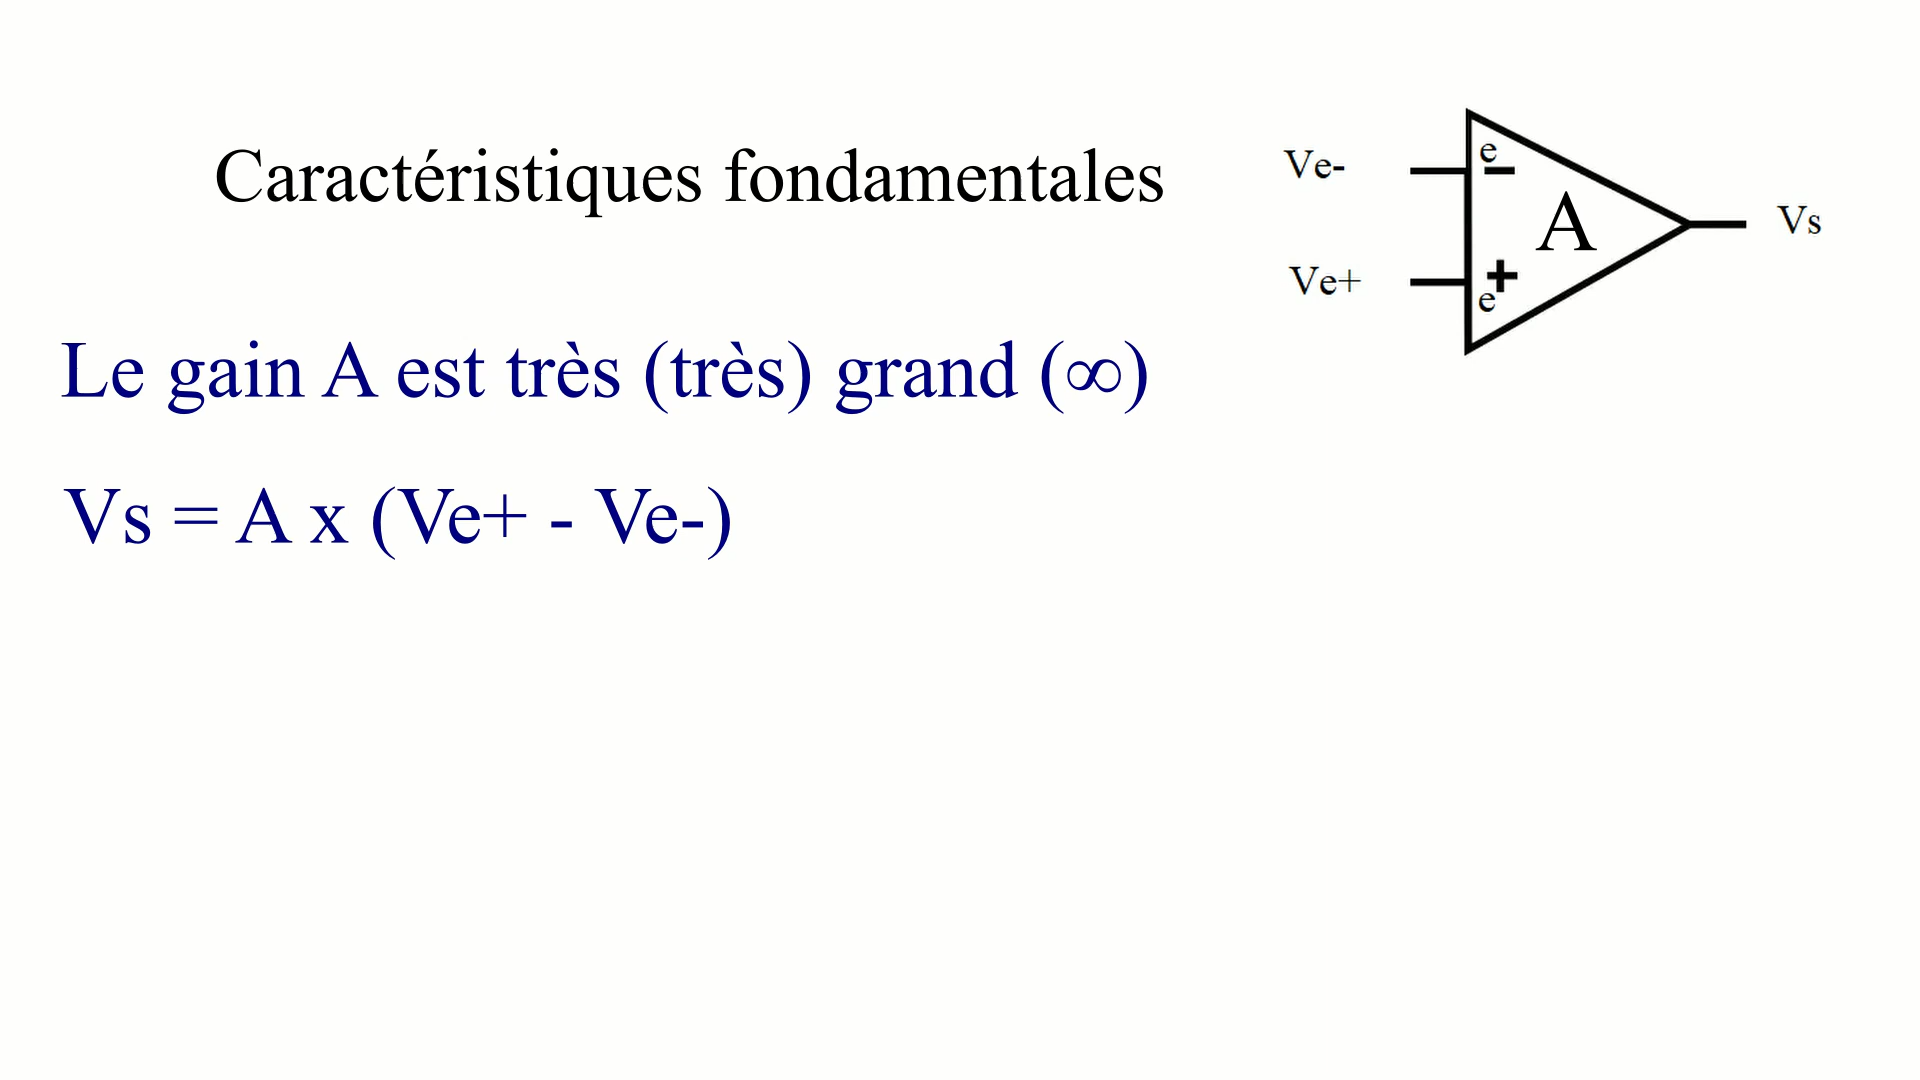 Caractéristiques fondamentales
Ve-
e
-
A
Vs
Ve+
+
e
Le gain A est très (très) grand (∞)
Vs = A x (Ve+ - Ve-)